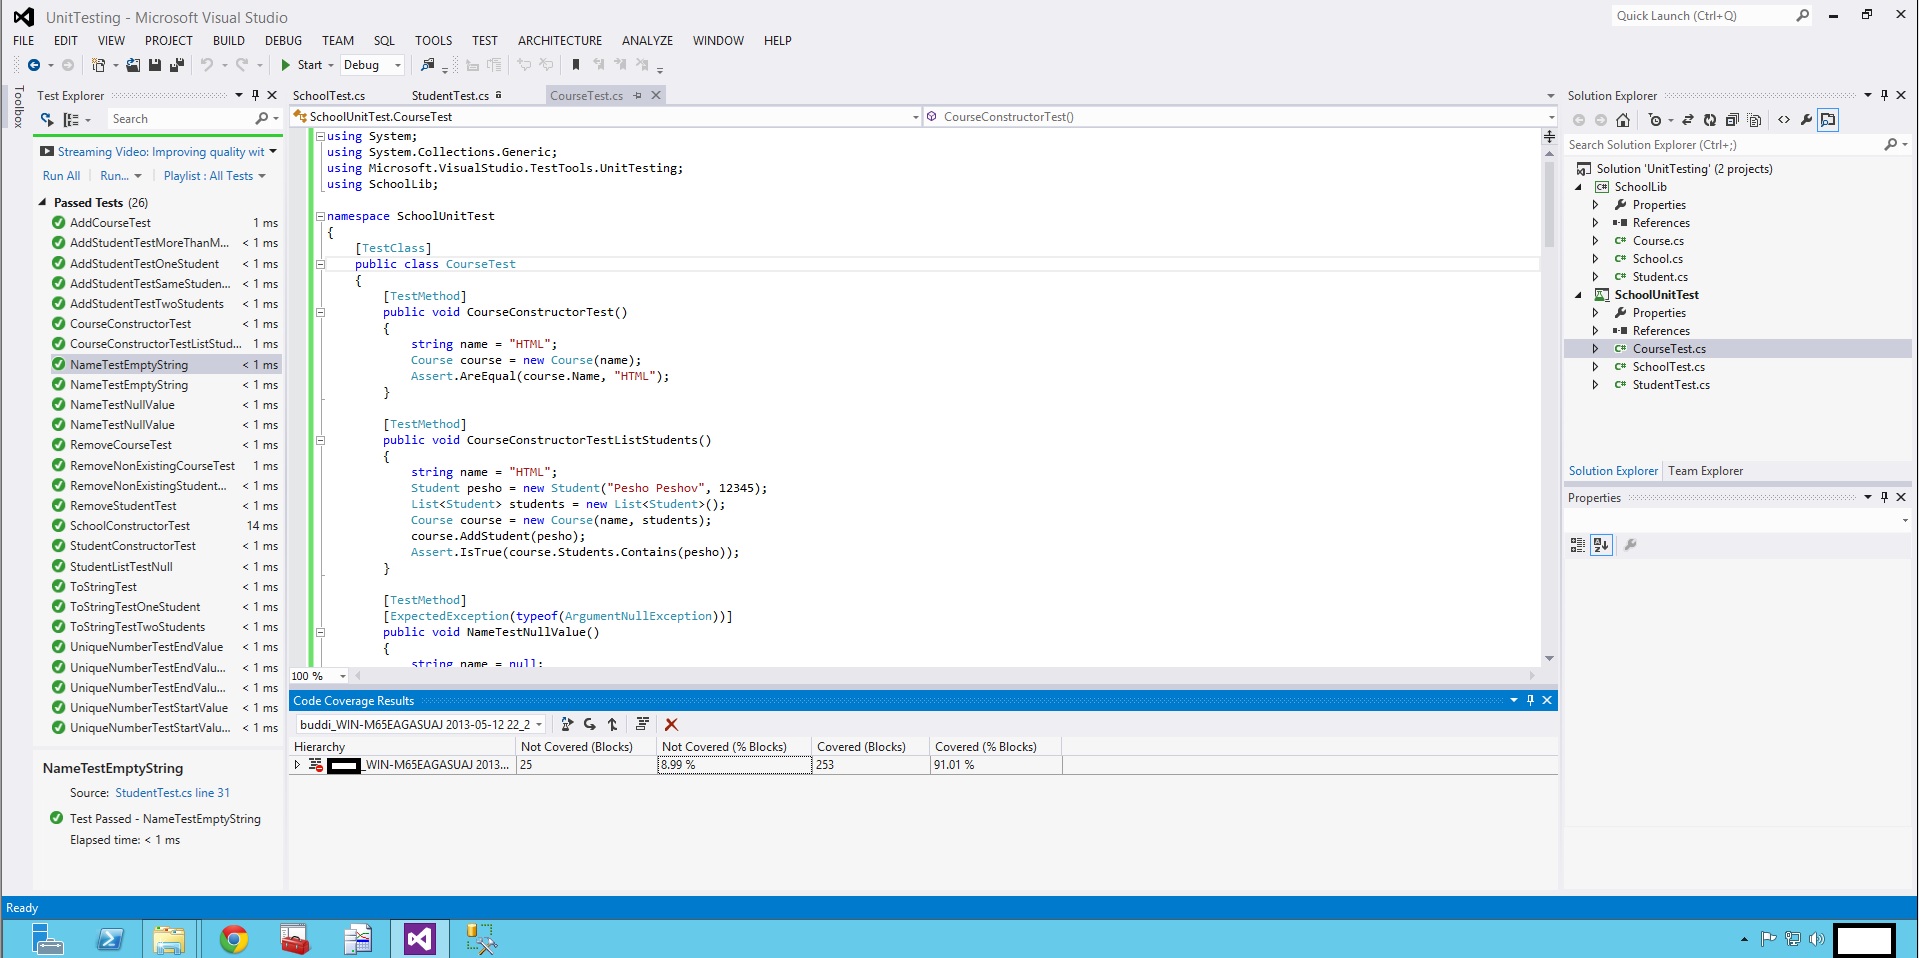 UnitTesting - Microsoft Visual Studio
Quick Launch (Ctrl+Q)
FILE EDIT VIEW PROJECT BUILD DEBUG TEAM SQL TOOLS TEST ARCHITECTURE ANALYZE WINDOW HELP
Start Debug
Toolbox
Test Explorer
Search
Streaming Video: Improving quality wit
Run All Run... Playlist : All Tests
Passed Tests (26)
AddCourseTest 1 ms
AddStudentTestMoreThanM... < 1 ms
AddStudentTestOneStudent < 1 ms
AddStudentTestSameStuden... < 1 ms
AddStudentTestTwoStudents < 1 ms
CourseConstructorTest < 1 ms
CourseConstructorTestListStud... 1 ms
NameTestEmptyString < 1 ms
NameTestEmptyString < 1 ms
NameTestNullValue < 1 ms
NameTestNullValue < 1 ms
RemoveCourseTest < 1 ms
RemoveNonExistingCourseTest 1 ms
RemoveNonExistingStudent... < 1 ms
RemoveStudentTest < 1 ms
SchoolConstructorTest 14 ms
StudentConstructorTest < 1 ms
StudentListTestNull < 1 ms
ToStringTest < 1 ms
ToStringTestOneStudent < 1 ms
ToStringTestTwoStudents < 1 ms
UniqueNumberTestEndValue < 1 ms
UniqueNumberTestEndValu... < 1 ms
UniqueNumberTestEndValu... < 1 ms
UniqueNumberTestStartValue < 1 ms
UniqueNumberTestStartValu... < 1 ms
NameTestEmptyString
Source: StudentTest.cs line 31
Test Passed - NameTestEmptyString
Elapsed time: < 1 ms
SchoolTest.cs StudentTest.cs CourseTest.cs
SchoolUnitTest.CourseTest CourseConstructorTest()
using System;
using System.Collections.Generic;
using Microsoft.VisualStudio.TestTools.UnitTesting;
using SchoolLib;
namespace SchoolUnitTest
{
[TestClass]
public class CourseTest
{
[TestMethod]
public void CourseConstructorTest()
{
string name = "HTML";
Course course = new Course(name);
Assert.AreEqual(course.Name, "HTML");
}
[TestMethod]
public void CourseConstructorTestListStudents()
{
string name = "HTML";
Student pesho = new Student("Pesho Peshov", 12345);
List<Student> students = new List<Student>();
Course course = new Course(name, students);
course.AddStudent(pesho);
Assert.IsTrue(course.Students.Contains(pesho));
}
[TestMethod]
[ExpectedException(typeof(ArgumentNullException))]
public void NameTestNullValue()
{
string name = null;
100 %
Code Coverage Results
buddi_WIN-M65EAGASUAJ 2013-05-12 22_2
Hierarchy Not Covered (Blocks) Not Covered (% Blocks) Covered (Blocks) Covered (% Blocks)
_WIN-M65EAGASUAJ 2013... 25 8.99 % 253 91.01 %
Solution Explorer
Search Solution Explorer (Ctrl+;)
Solution 'UnitTesting' (2 projects)
SchoolLib
Properties
References
Course.cs
School.cs
Student.cs
SchoolUnitTest
Properties
References
CourseTest.cs
SchoolTest.cs
StudentTest.cs
Solution Explorer Team Explorer
Properties
Ready